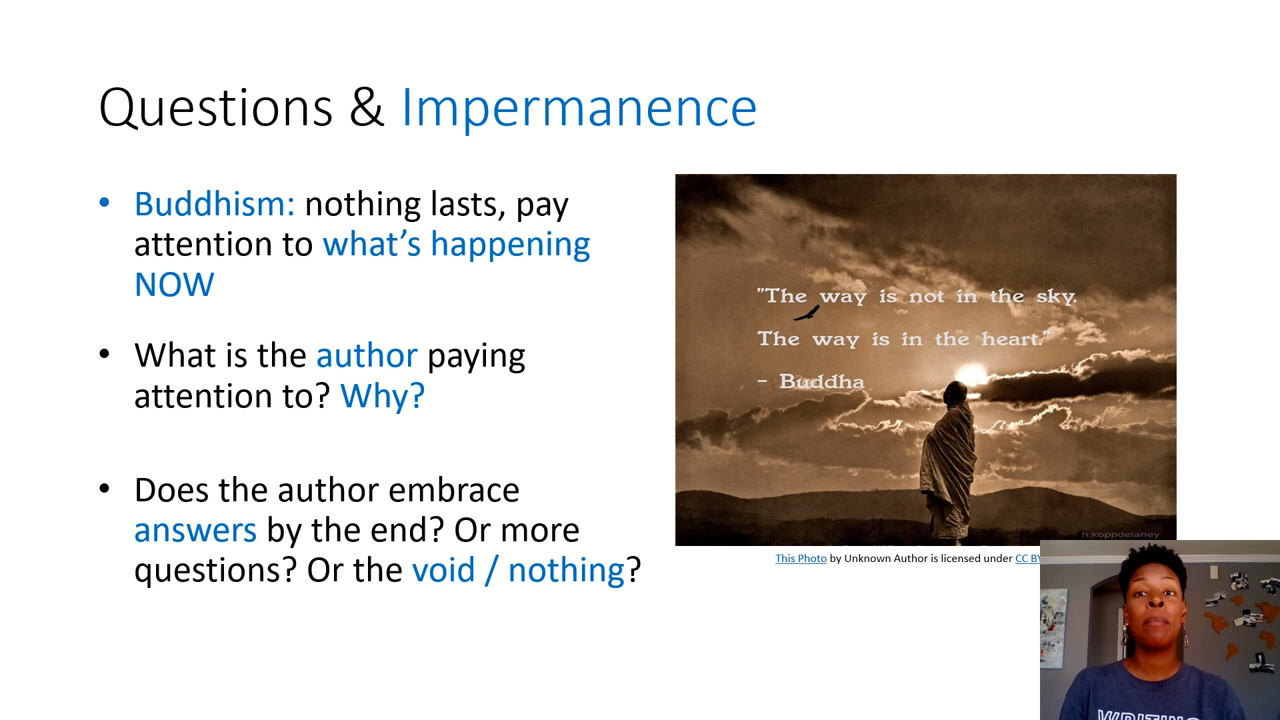 Questions & Impermanence
• Buddhism: nothing lasts, pay
attention to what’s happening
NOW
• What is the author paying
attention to? Why?
• Does the author embrace
answers by the end? Or more
questions? Or the void / nothing?
"The way is not in the sky.
The way is in the heart."
- Buddha
n.koppdelaney
This Photo by Unknown Author is licensed under CC BY
WRITING